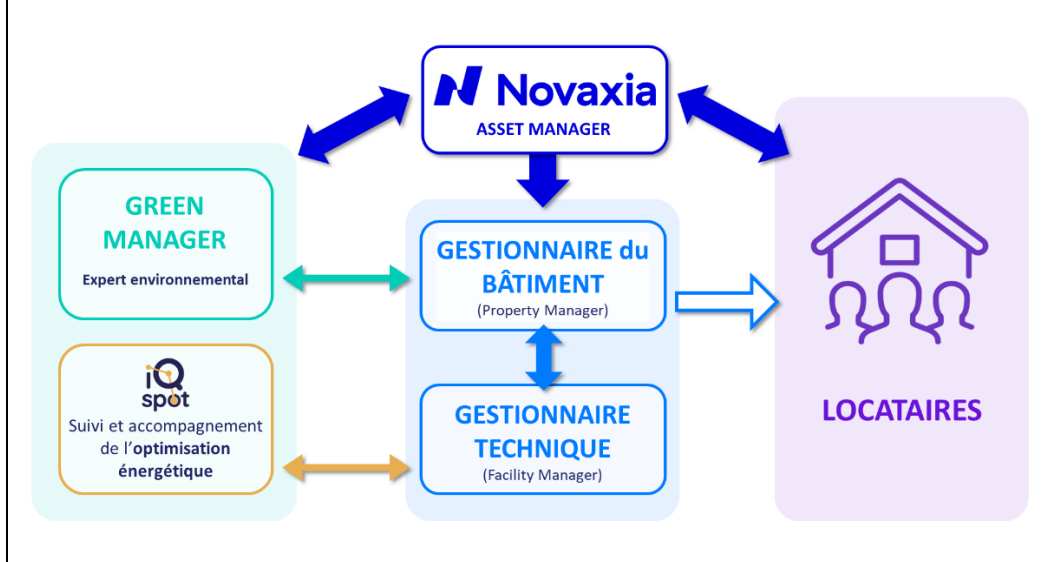 Novaxia
ASSET MANAGER
GREEN
MANAGER
Expert environnemental
iQ
spot
Suivi et accompagnement
de l'optimisation
énergétique
GESTIONNAIRE du
BÂTIMENT
(Property Manager)
GESTIONNAIRE
TECHNIQUE
(Facility Manager)
LOCATAIRES